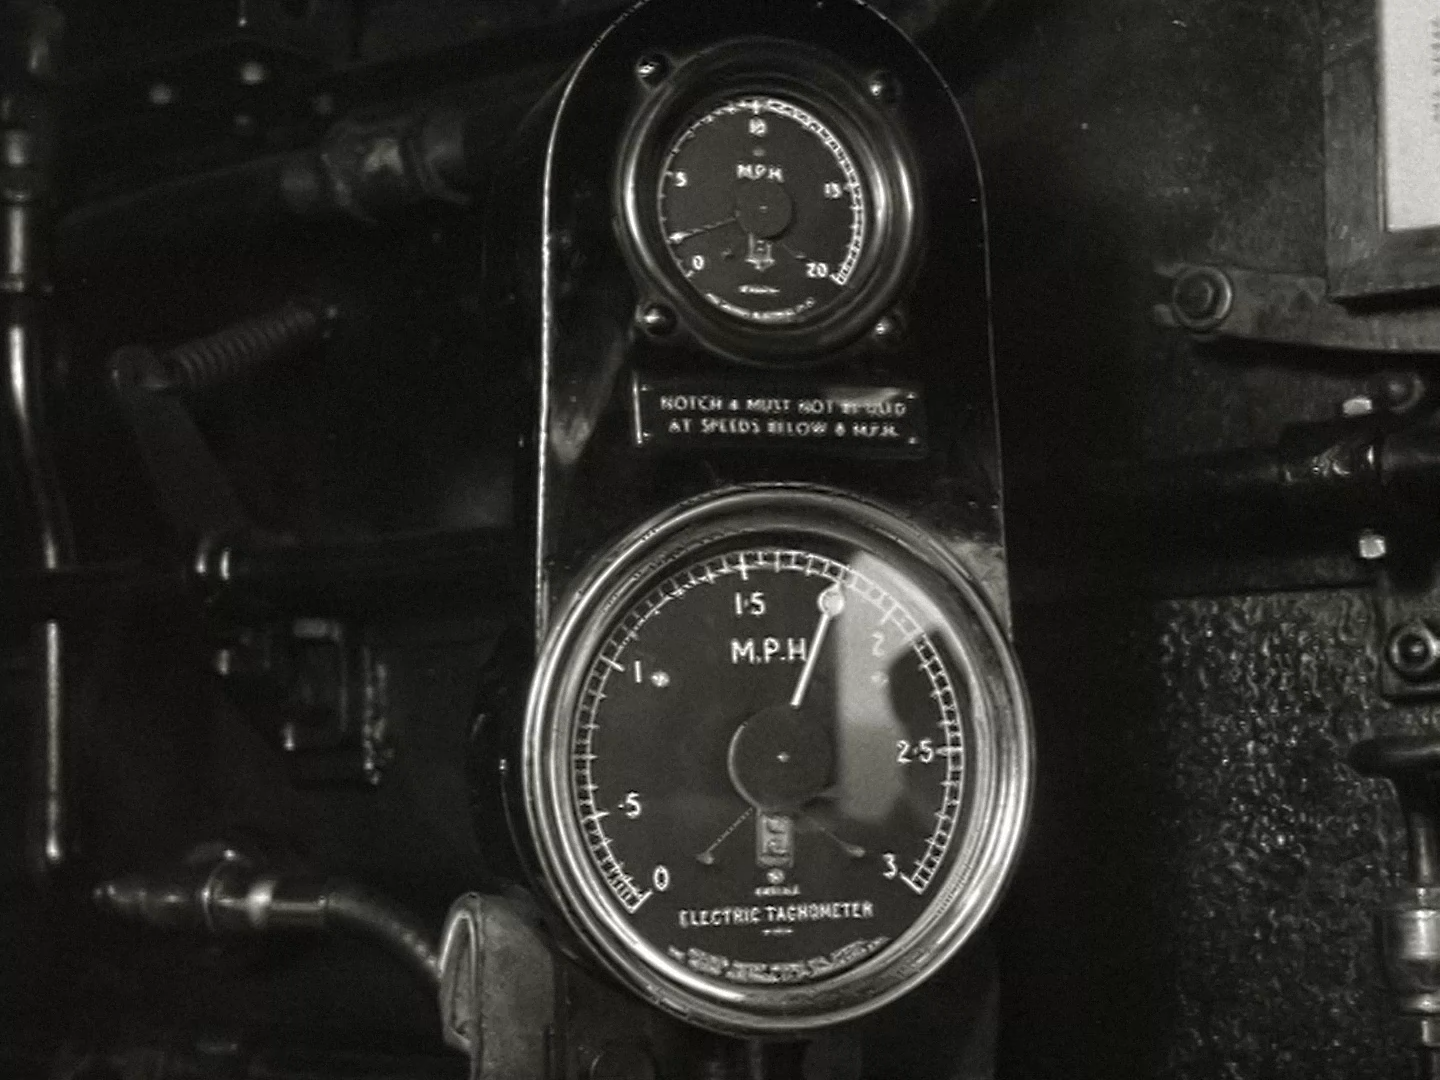 10
M.P.H
5
15
0
20
NOTCH 4 MUST NOT BE USED
AT SPEEDS BELOW 8 M.P.H.
1·5
M.P.H
2
1
2·5
·5
3
0
ELECTRIC TACHOMETER